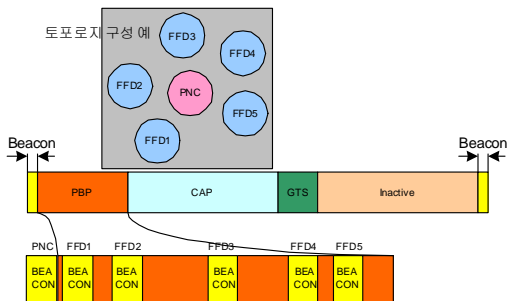 토포로지 구성 예
FFD3
FFD4
FFD2
PNC
FFD5
FFD1
Beacon
Beacon
PBP
CAP
GTS
Inactive
PNC
FFD1
FFD2
FFD3
FFD4
FFD5
BEA
CON
BEA
CON
BEA
CON
BEA
CON
BEA
CON
BEA
CON